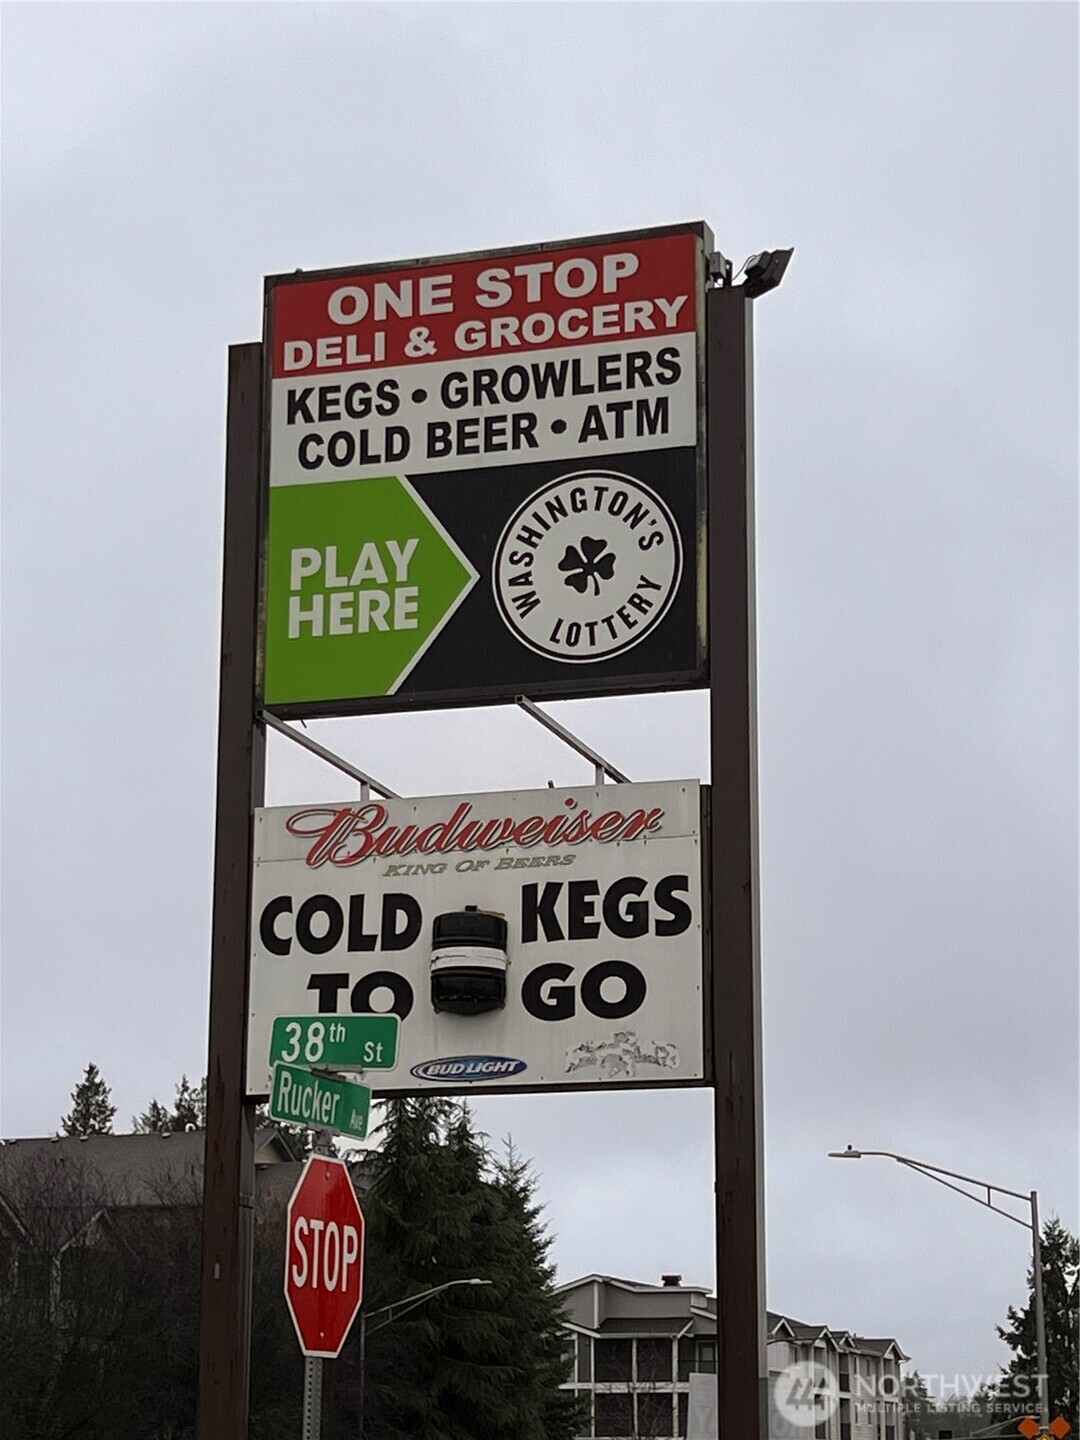 ONE STOP
DELI & GROCERY
KEGS • GROWLERS
COLD BEER • ATM
PLAY
HERE
WASHINGTON'S
LOTTERY
Budweiser
KING OF BEERS
COLD KEGS
TO GO
BUD LIGHT
38th St
Rucker Ave
STOP
NORTHWEST
MULTIPLE LISTING SERVICE